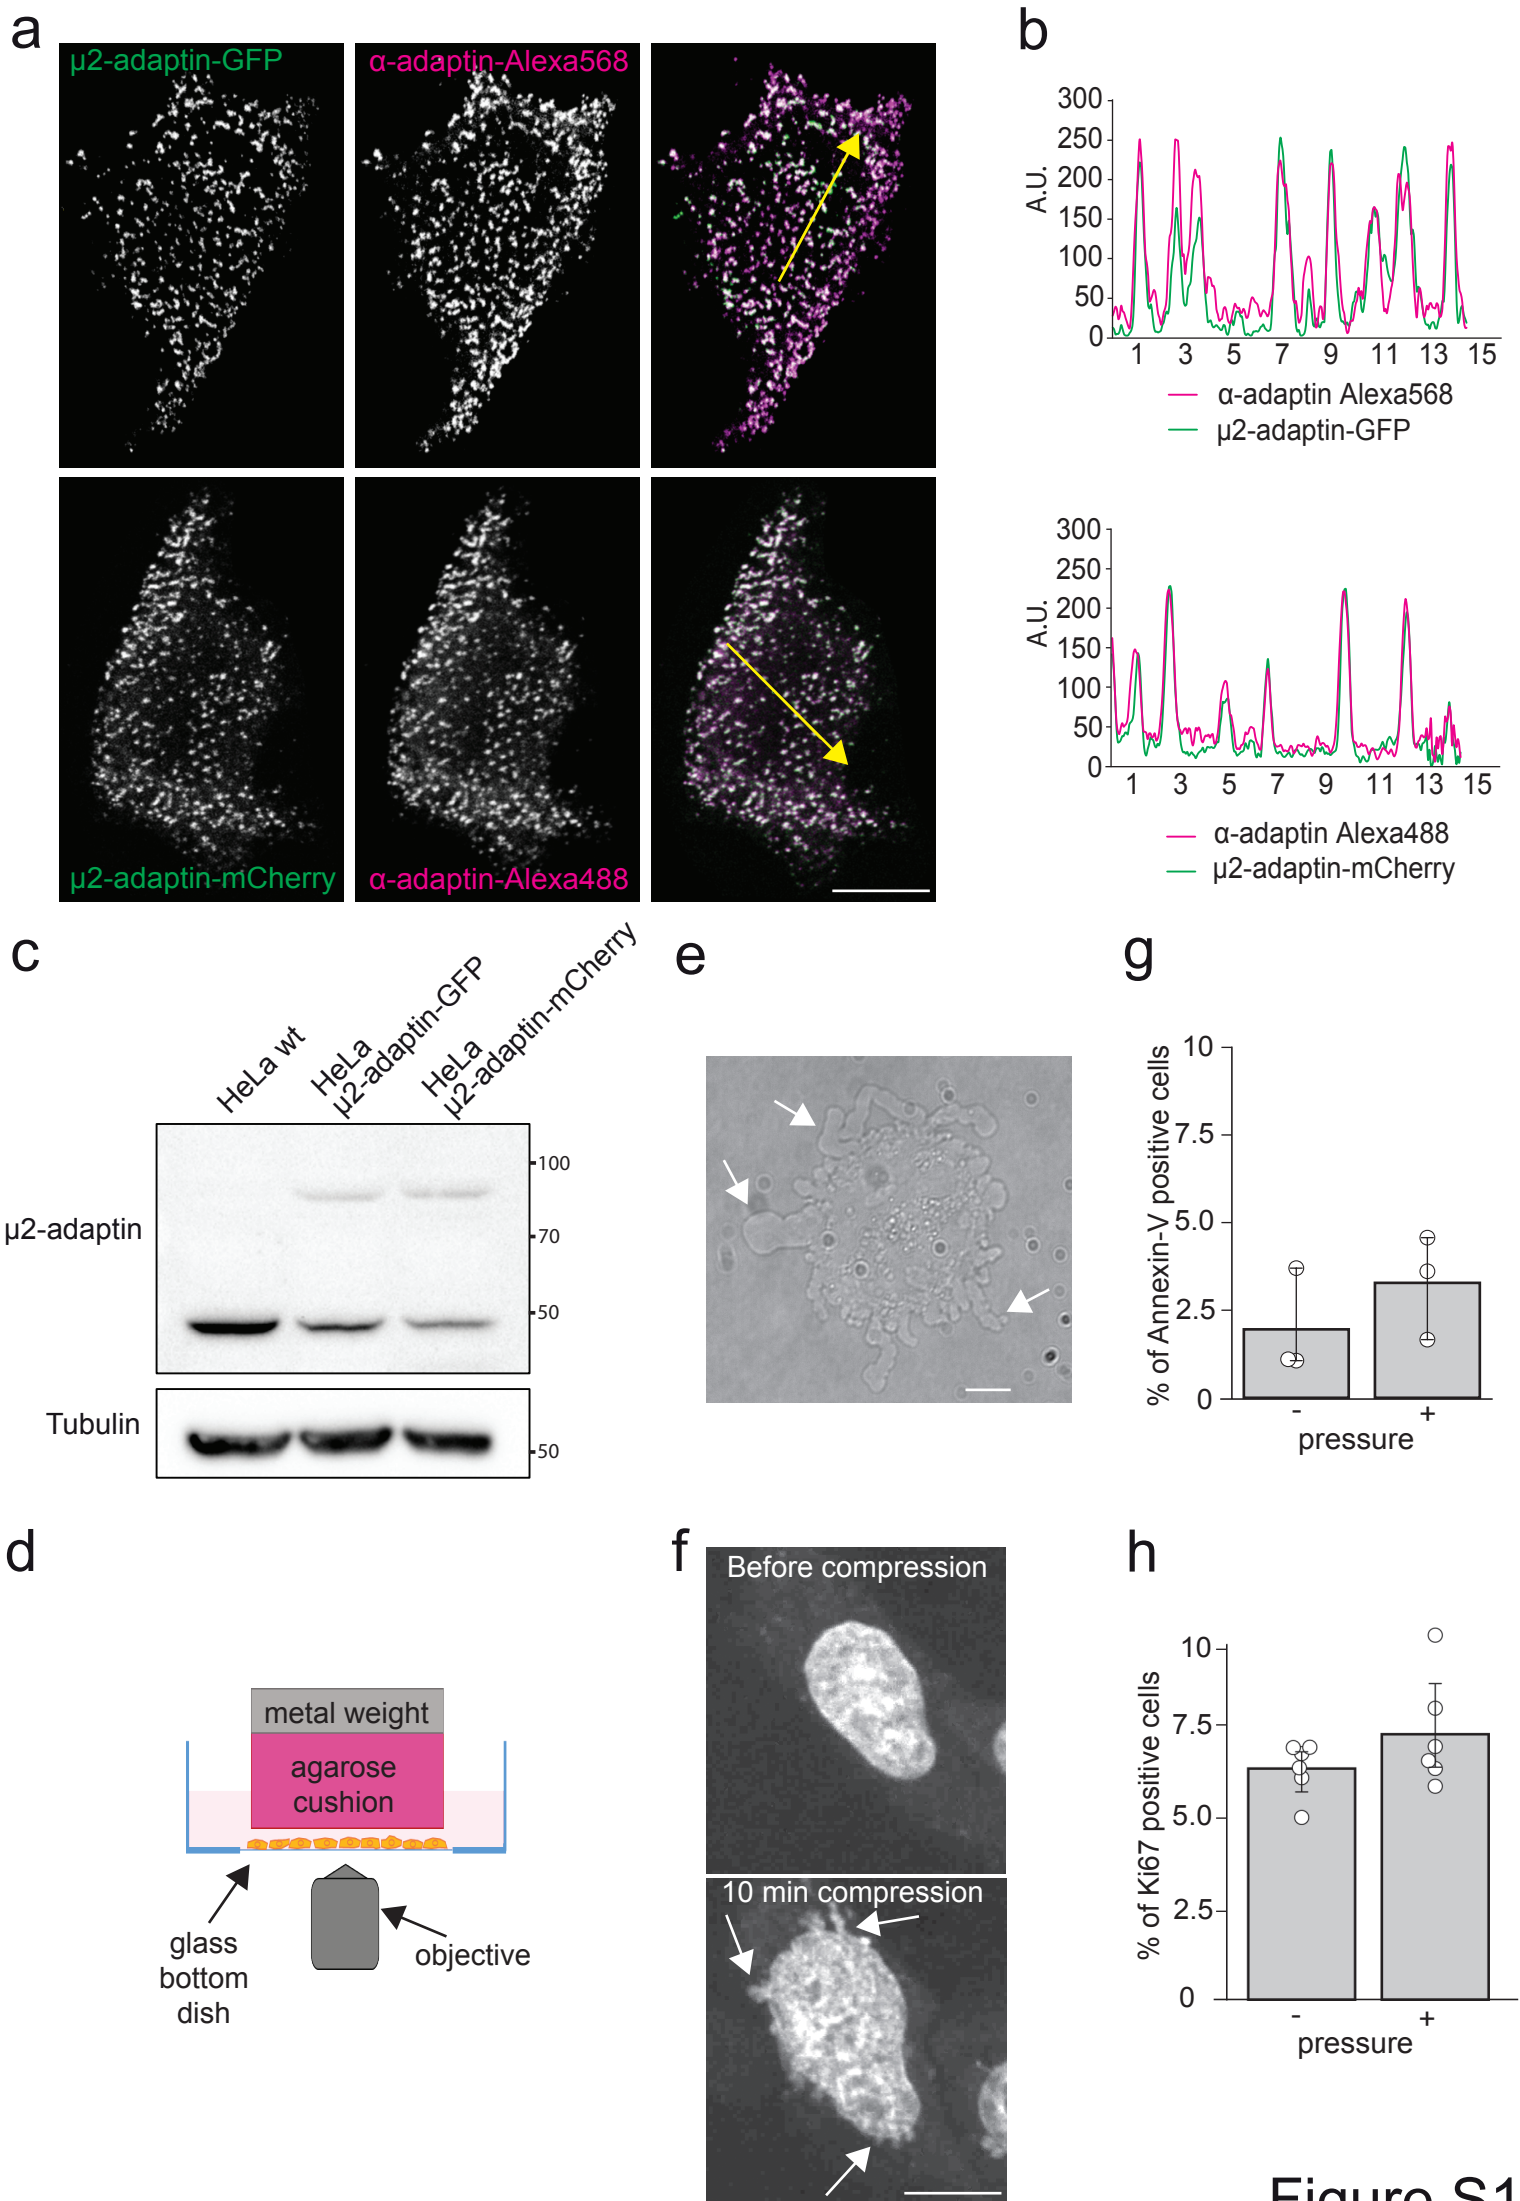 a
μ2-adaptin-GFP
α-adaptin-Alexa568
μ2-adaptin-mCherry
α-adaptin-Alexa488
b
300
250
200
150
100
50
0
A.U.
1 3 5 7 9 11 13 15
α-adaptin Alexa568
μ2-adaptin-GFP
300
250
200
150
100
50
0
A.U.
1 3 5 7 9 11 13 15
α-adaptin Alexa488
μ2-adaptin-mCherry
c
HeLa wt
HeLa
μ2-adaptin-GFP
HeLa
μ2-adaptin-mCherry
μ2-adaptin
100
70
50
Tubulin
50
d
metal weight
agarose
cushion
glass
bottom
dish
objective
e
f
Before compression
10 min compression
g
% of Annexin-V positive cells
10
7.5
5.0
2.5
0
- +
pressure
h
% of Ki67 positive cells
10
7.5
5.0
2.5
0
- +
pressure
Figure S1